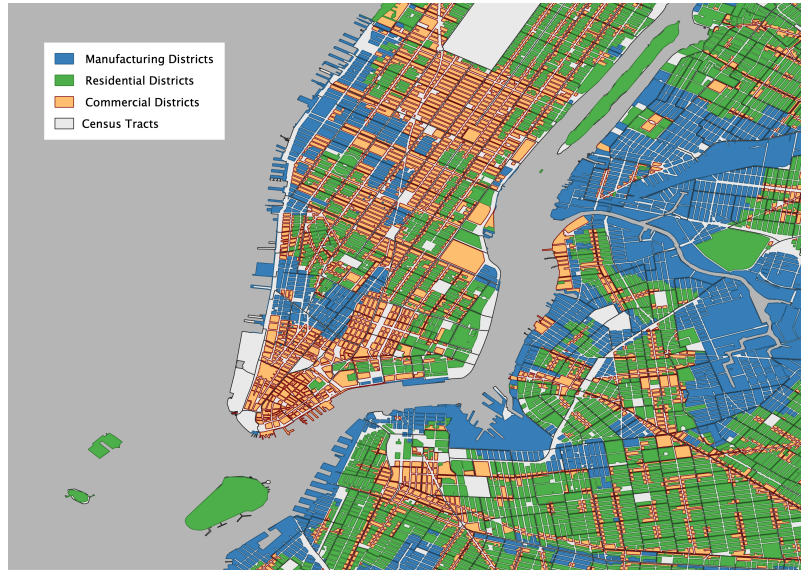 Manufacturing Districts
Residential Districts
Commercial Districts
Census Tracts